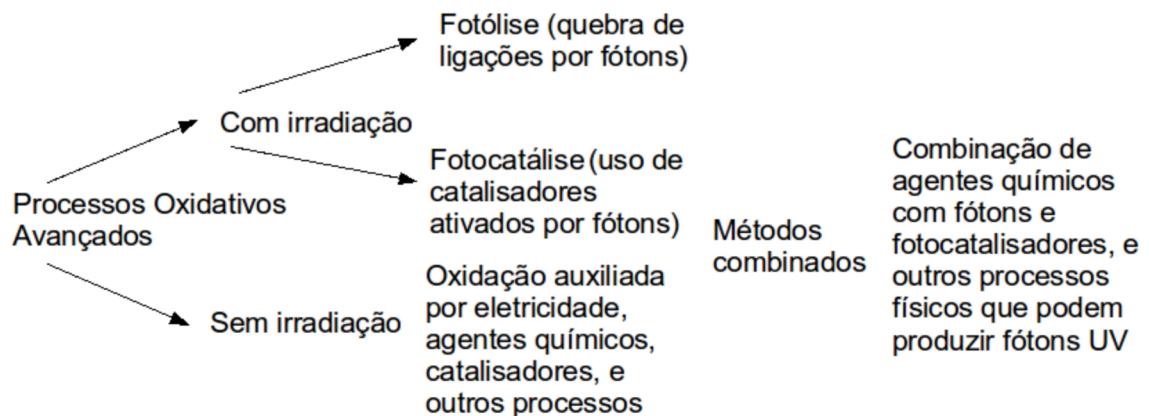 Fotólise (quebra de
ligações por fótons)
Com irradiação
Fotocatálise (uso de
catalisadores
ativados por fótons)
Processos Oxidativos
Avançados
Sem irradiação
Oxidação auxiliada
por eletricidade,
agentes químicos,
catalisadores, e
outros processos
Métodos
combinados
Combinação de
agentes químicos
com fótons e
fotocatalisadores, e
outros processos
físicos que podem
produzir fótons UV